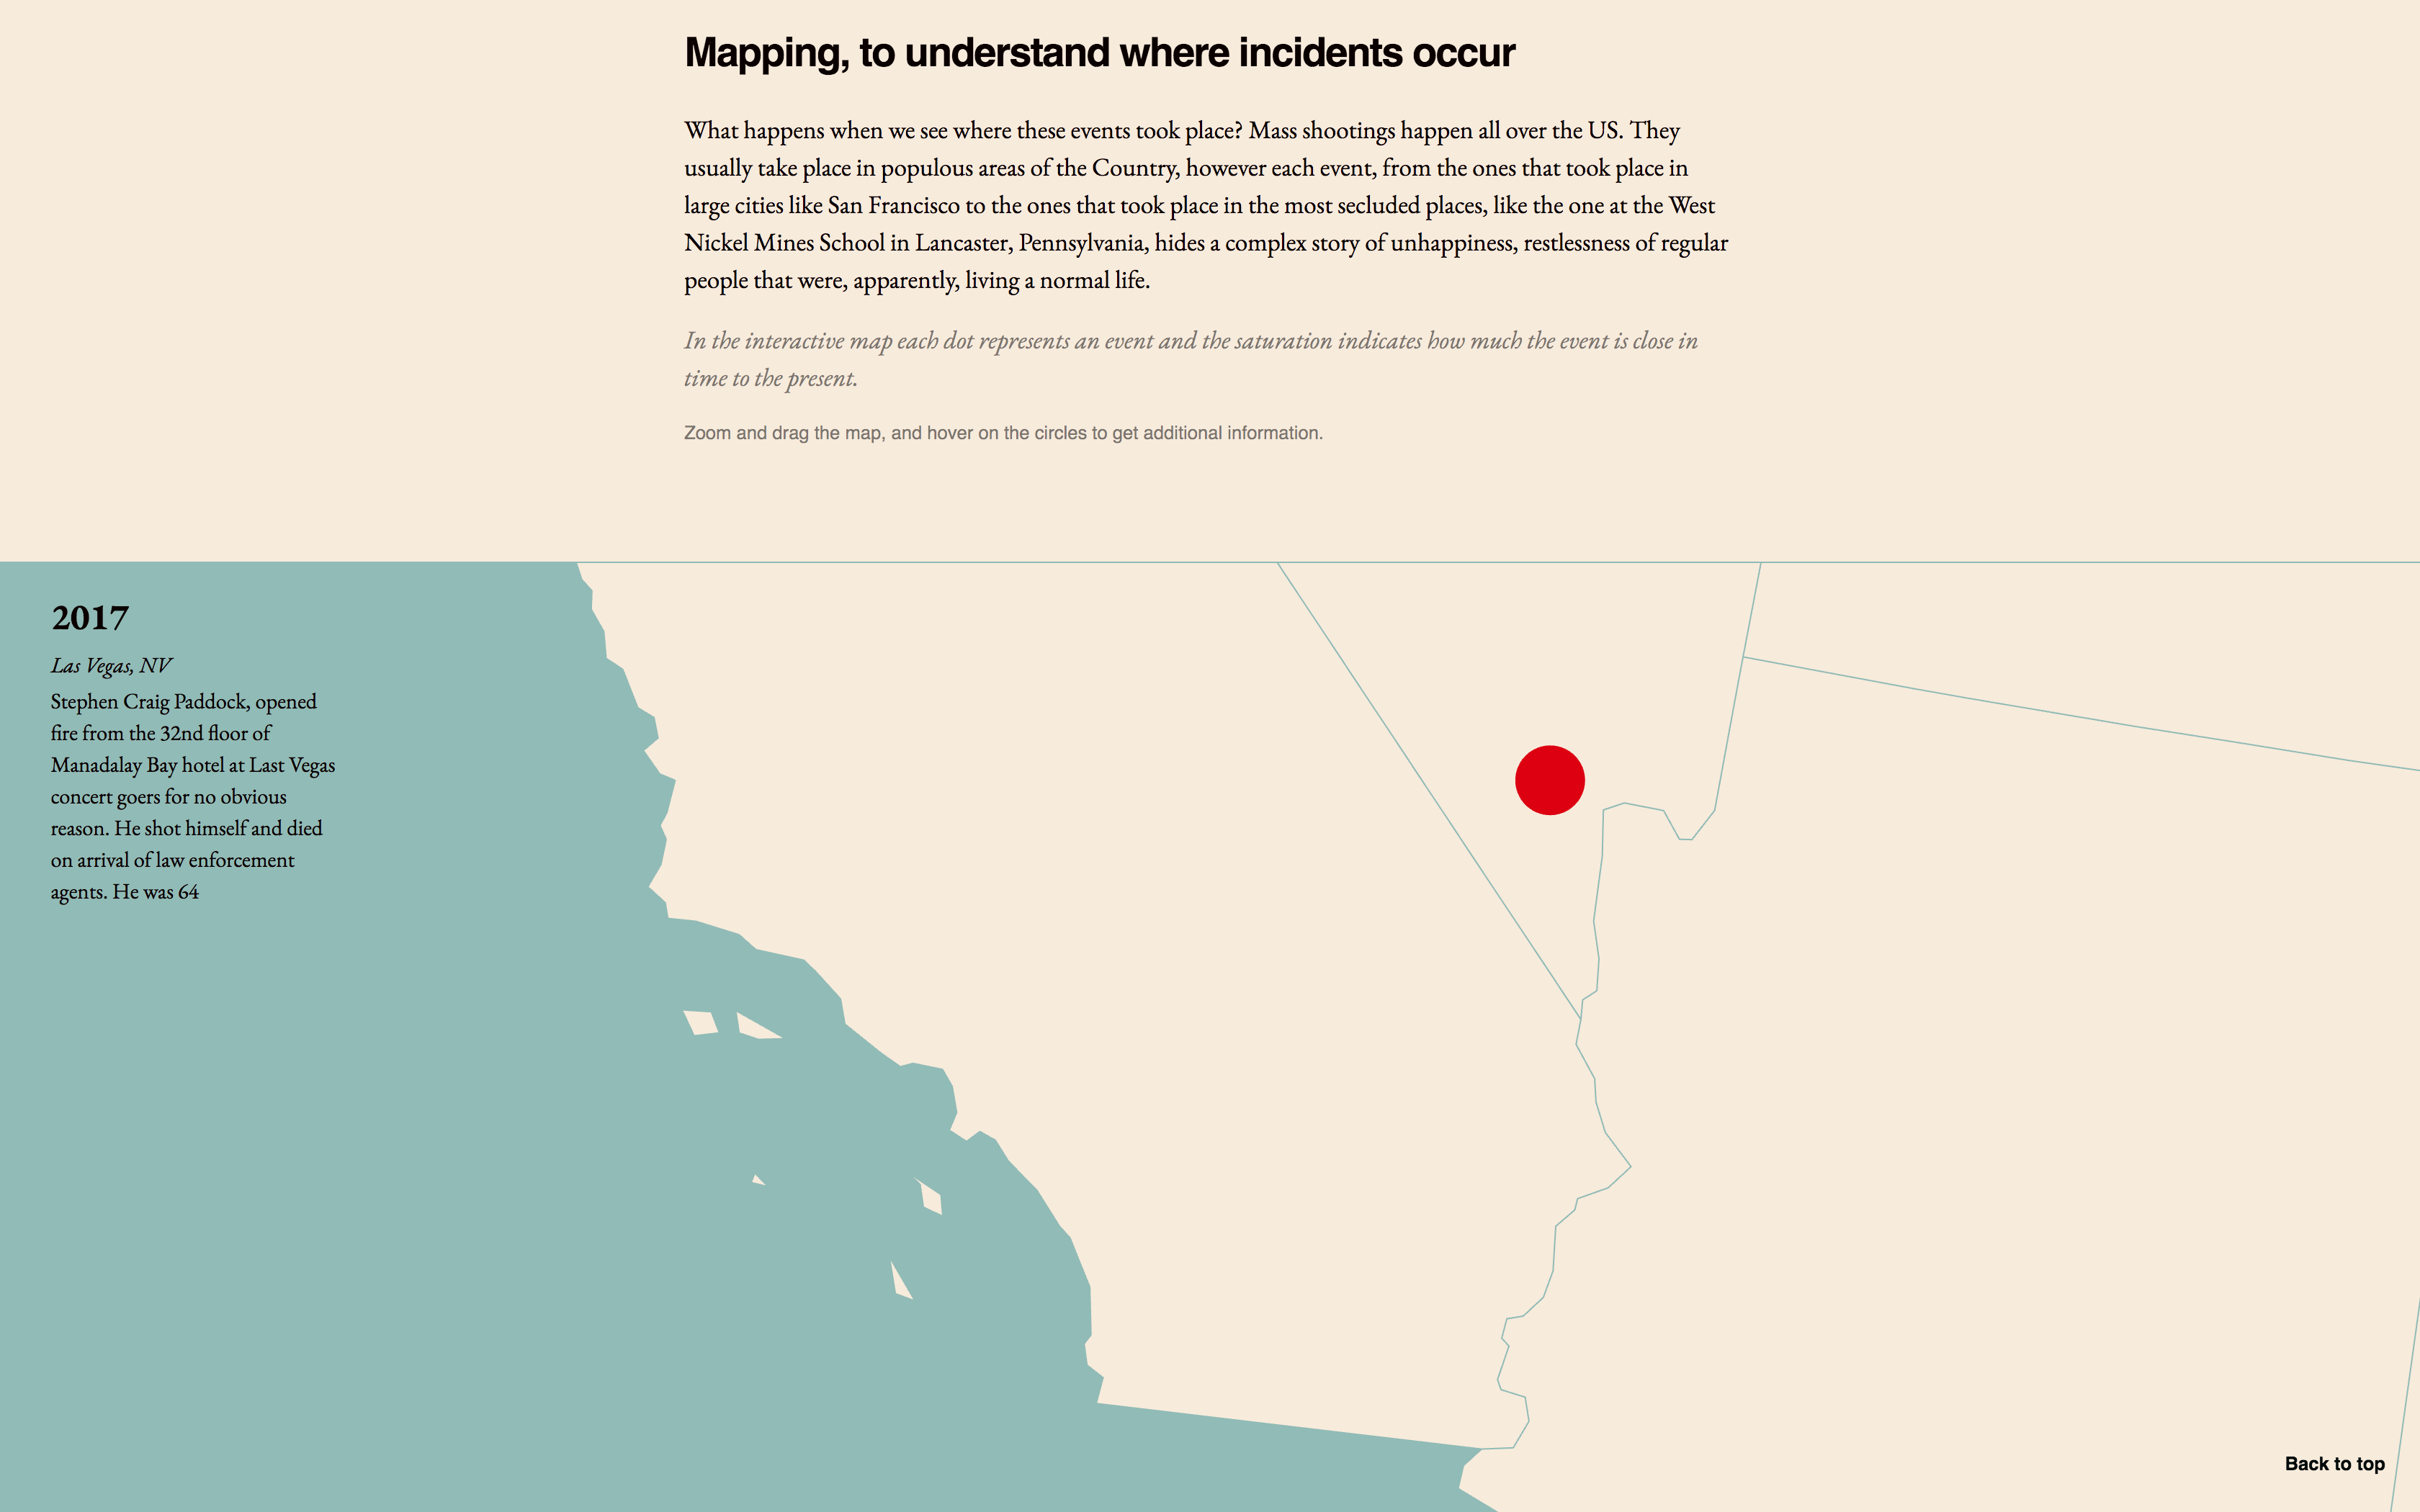 Mapping, to understand where incidents occur
What happens when we see where these events took place? Mass shootings happen all over the US. They
usually take place in populous areas of the Country, however each event, from the ones that took place in
large cities like San Francisco to the ones that took place in the most secluded places, like the one at the West
Nickel Mines School in Lancaster, Pennsylvania, hides a complex story of unhappiness, restlessness of regular
people that were, apparently, living a normal life.
In the interactive map each dot represents an event and the saturation indicates how much the event is close in
time to the present.
Zoom and drag the map, and hover on the circles to get additional information.
2017
Las Vegas, NV
Stephen Craig Paddock, opened
fire from the 32nd floor of
Manadalay Bay hotel at Last Vegas
concert goers for no obvious
reason. He shot himself and died
on arrival of law enforcement
agents. He was 64
Back to top